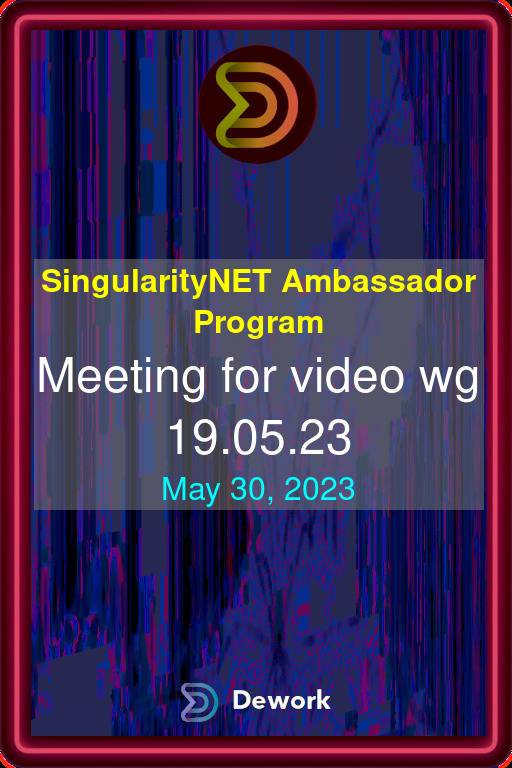 SingularityNET Ambassador
Program
Meeting for video wg
19.05.23
May 30, 2023
Dework